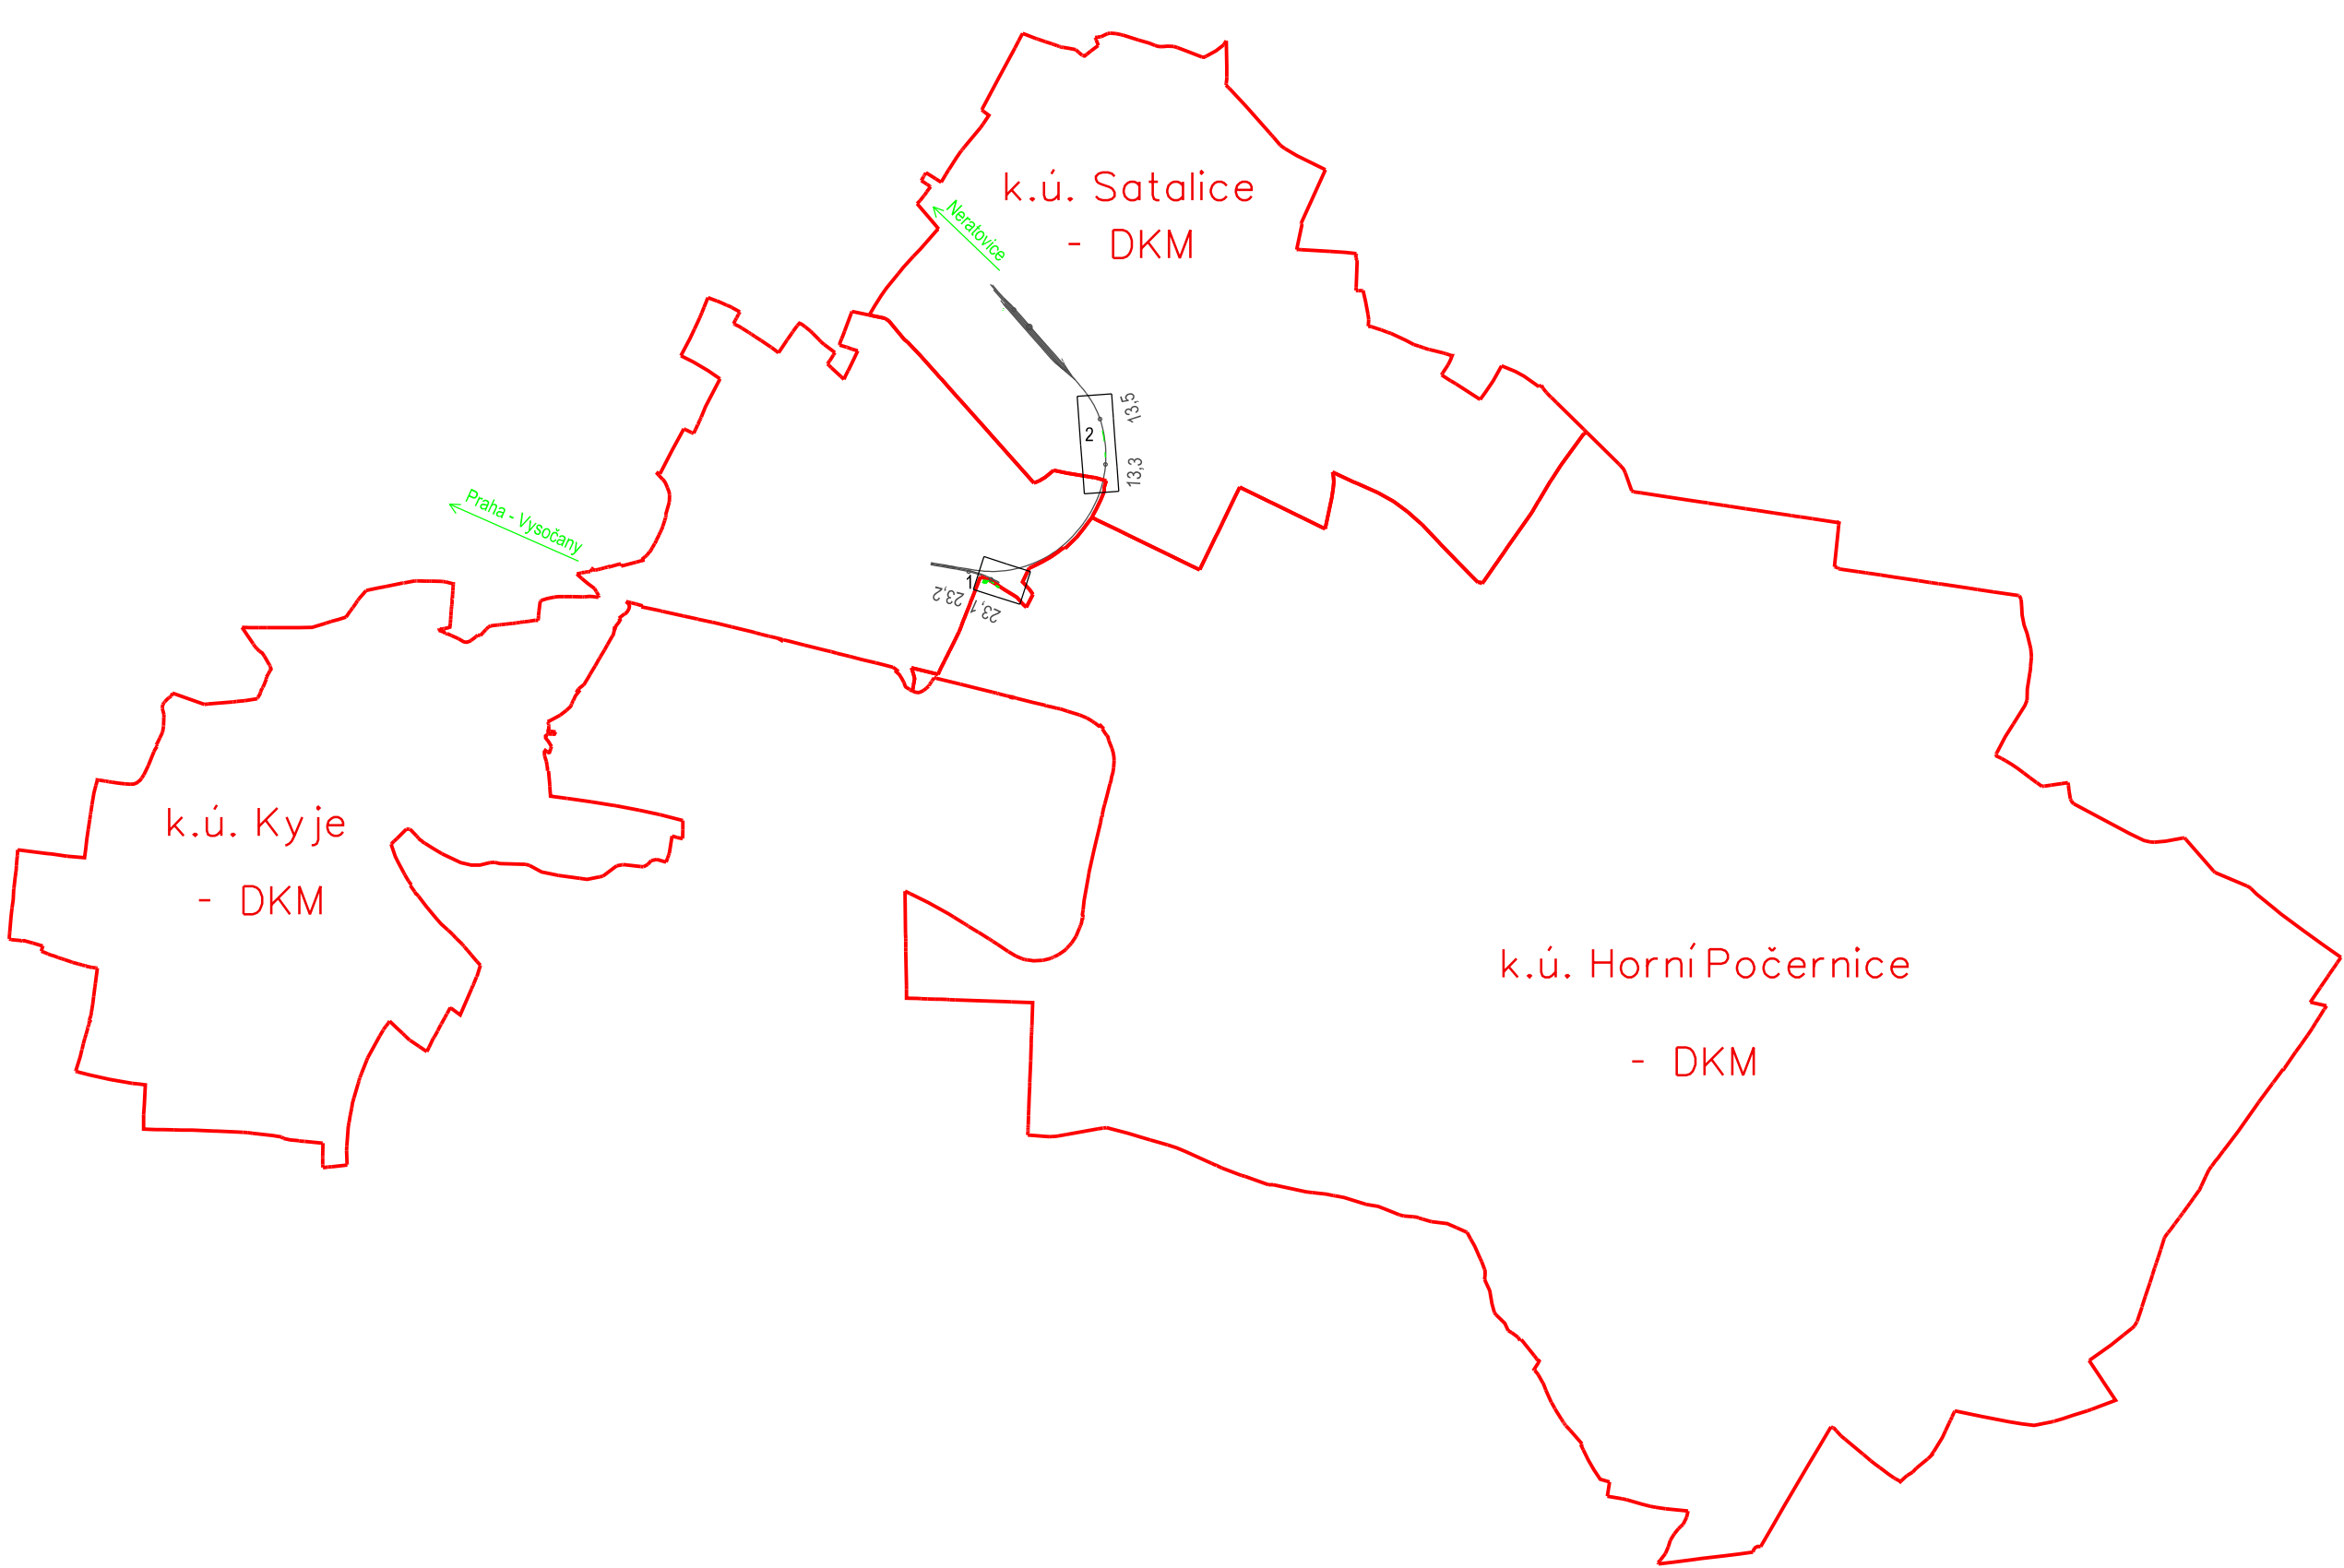 k.ú. Satalice
- DKM
Neratovice
13,5
2
13,3
Praha - Vysočany
1
23,2
23,1
k.ú. Kyje
- DKM
k.ú. Horní Počernice
- DKM